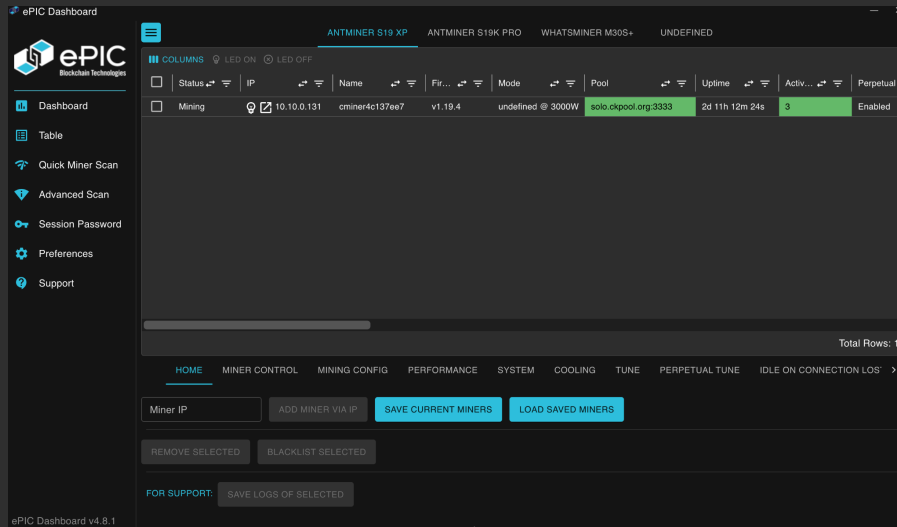 ePIC Dashboard
ePIC
Blockchain Technologies
Dashboard
Table
Quick Miner Scan
Advanced Scan
Session Password
Preferences
Support
ePIC Dashboard v4.8.1
ANTMINER S19 XP ANTMINER S19K PRO WHATSMINER M30S+ UNDEFINED
COLUMNS LED ON LED OFF
Status IP Name Fir... Mode Pool Uptime Activ... Perpetual
Mining 10.10.0.131 cminer4c137ee7 v1.19.4 undefined @ 3000W solo.ckpool.org:3333 2d 11h 12m 24s 3 Enabled
Total Rows: 1
HOME MINER CONTROL MINING CONFIG PERFORMANCE SYSTEM COOLING TUNE PERPETUAL TUNE IDLE ON CONNECTION LOS
Miner IP ADD MINER VIA IP SAVE CURRENT MINERS LOAD SAVED MINERS
REMOVE SELECTED BLACKLIST SELECTED
FOR SUPPORT: SAVE LOGS OF SELECTED